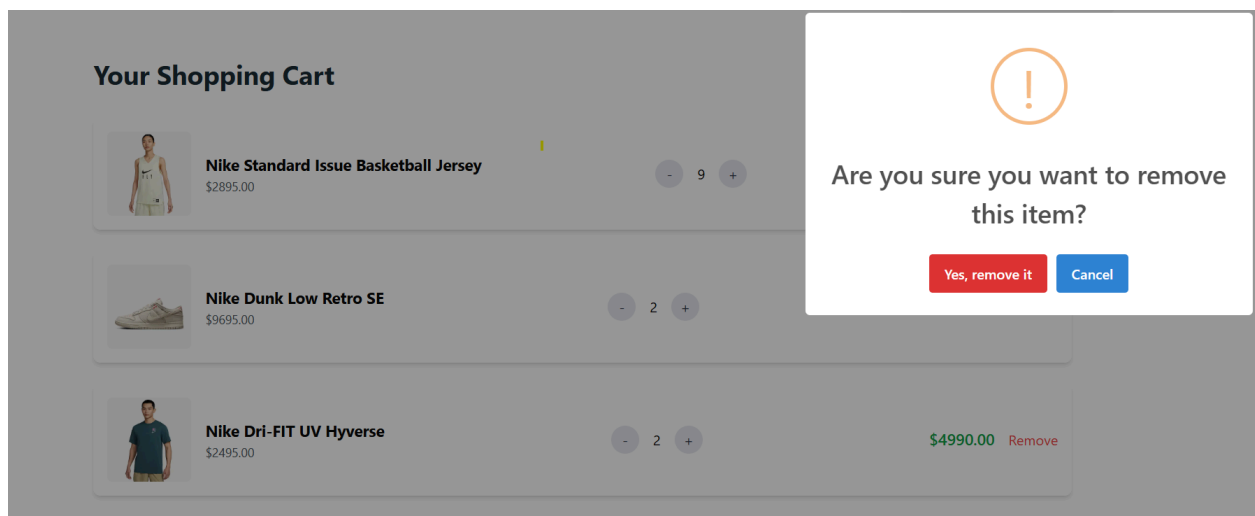 Your Shopping Cart
!
Are you sure you want to remove
this item?
Yes, remove it Cancel
Nike Standard Issue Basketball Jersey
$2895.00
- 9 +
Nike Dunk Low Retro SE
$9695.00
- 2 +
Nike Dri-FIT UV Hyverse
$2495.00
- 2 +
$4990.00 Remove